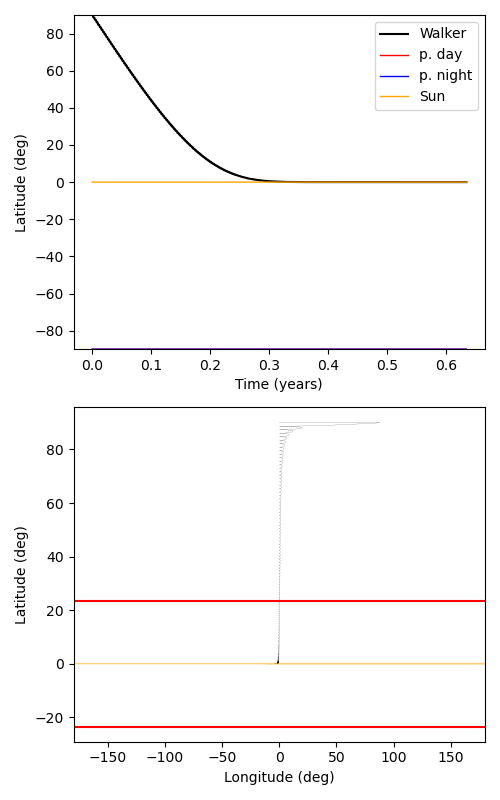 80
60
40
20
0
−20
−40
−60
−80
Latitude (deg)
Walker
p. day
p. night
Sun
0.0 0.1 0.2 0.3 0.4 0.5 0.6
Time (years)
80
60
40
20
0
−20
Latitude (deg)
−150 −100 −50 0 50 100 150
Longitude (deg)